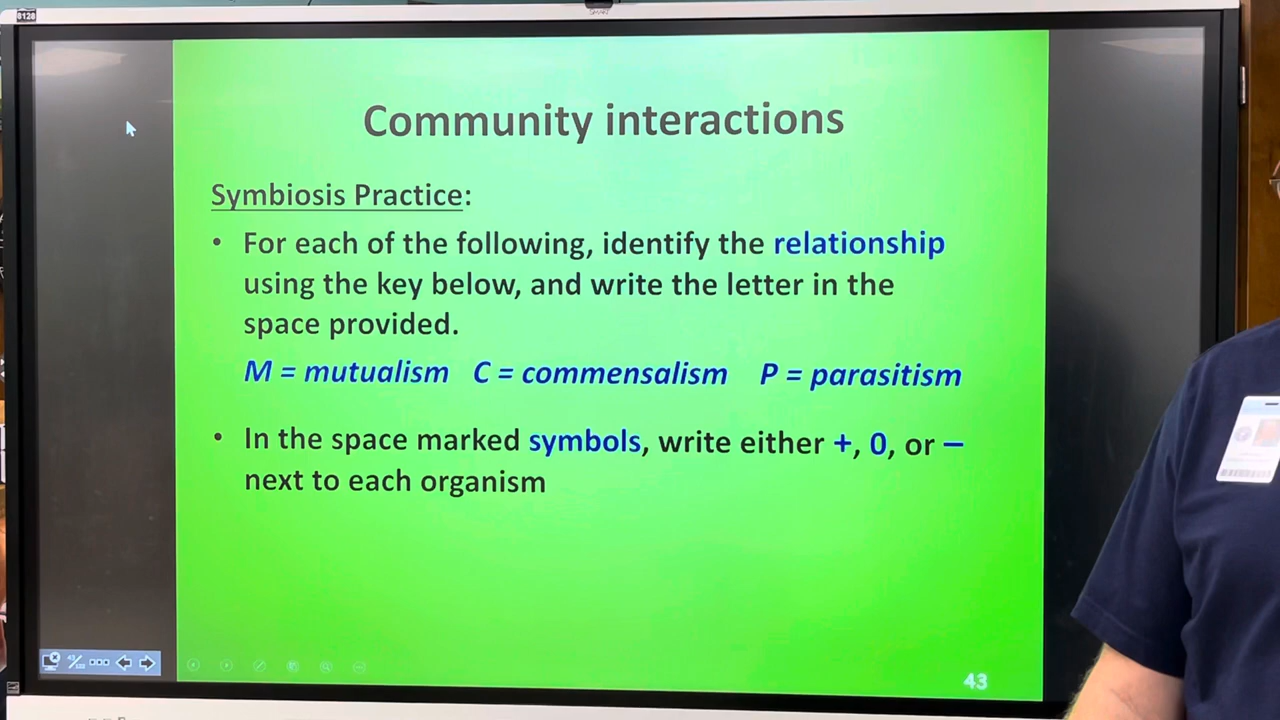 8128
SMART
Community interactions
Symbiosis Practice:
• For each of the following, identify the relationship
using the key below, and write the letter in the
space provided.
M = mutualism C = commensalism P = parasitism
• In the space marked symbols, write either +, 0, or –
next to each organism
43